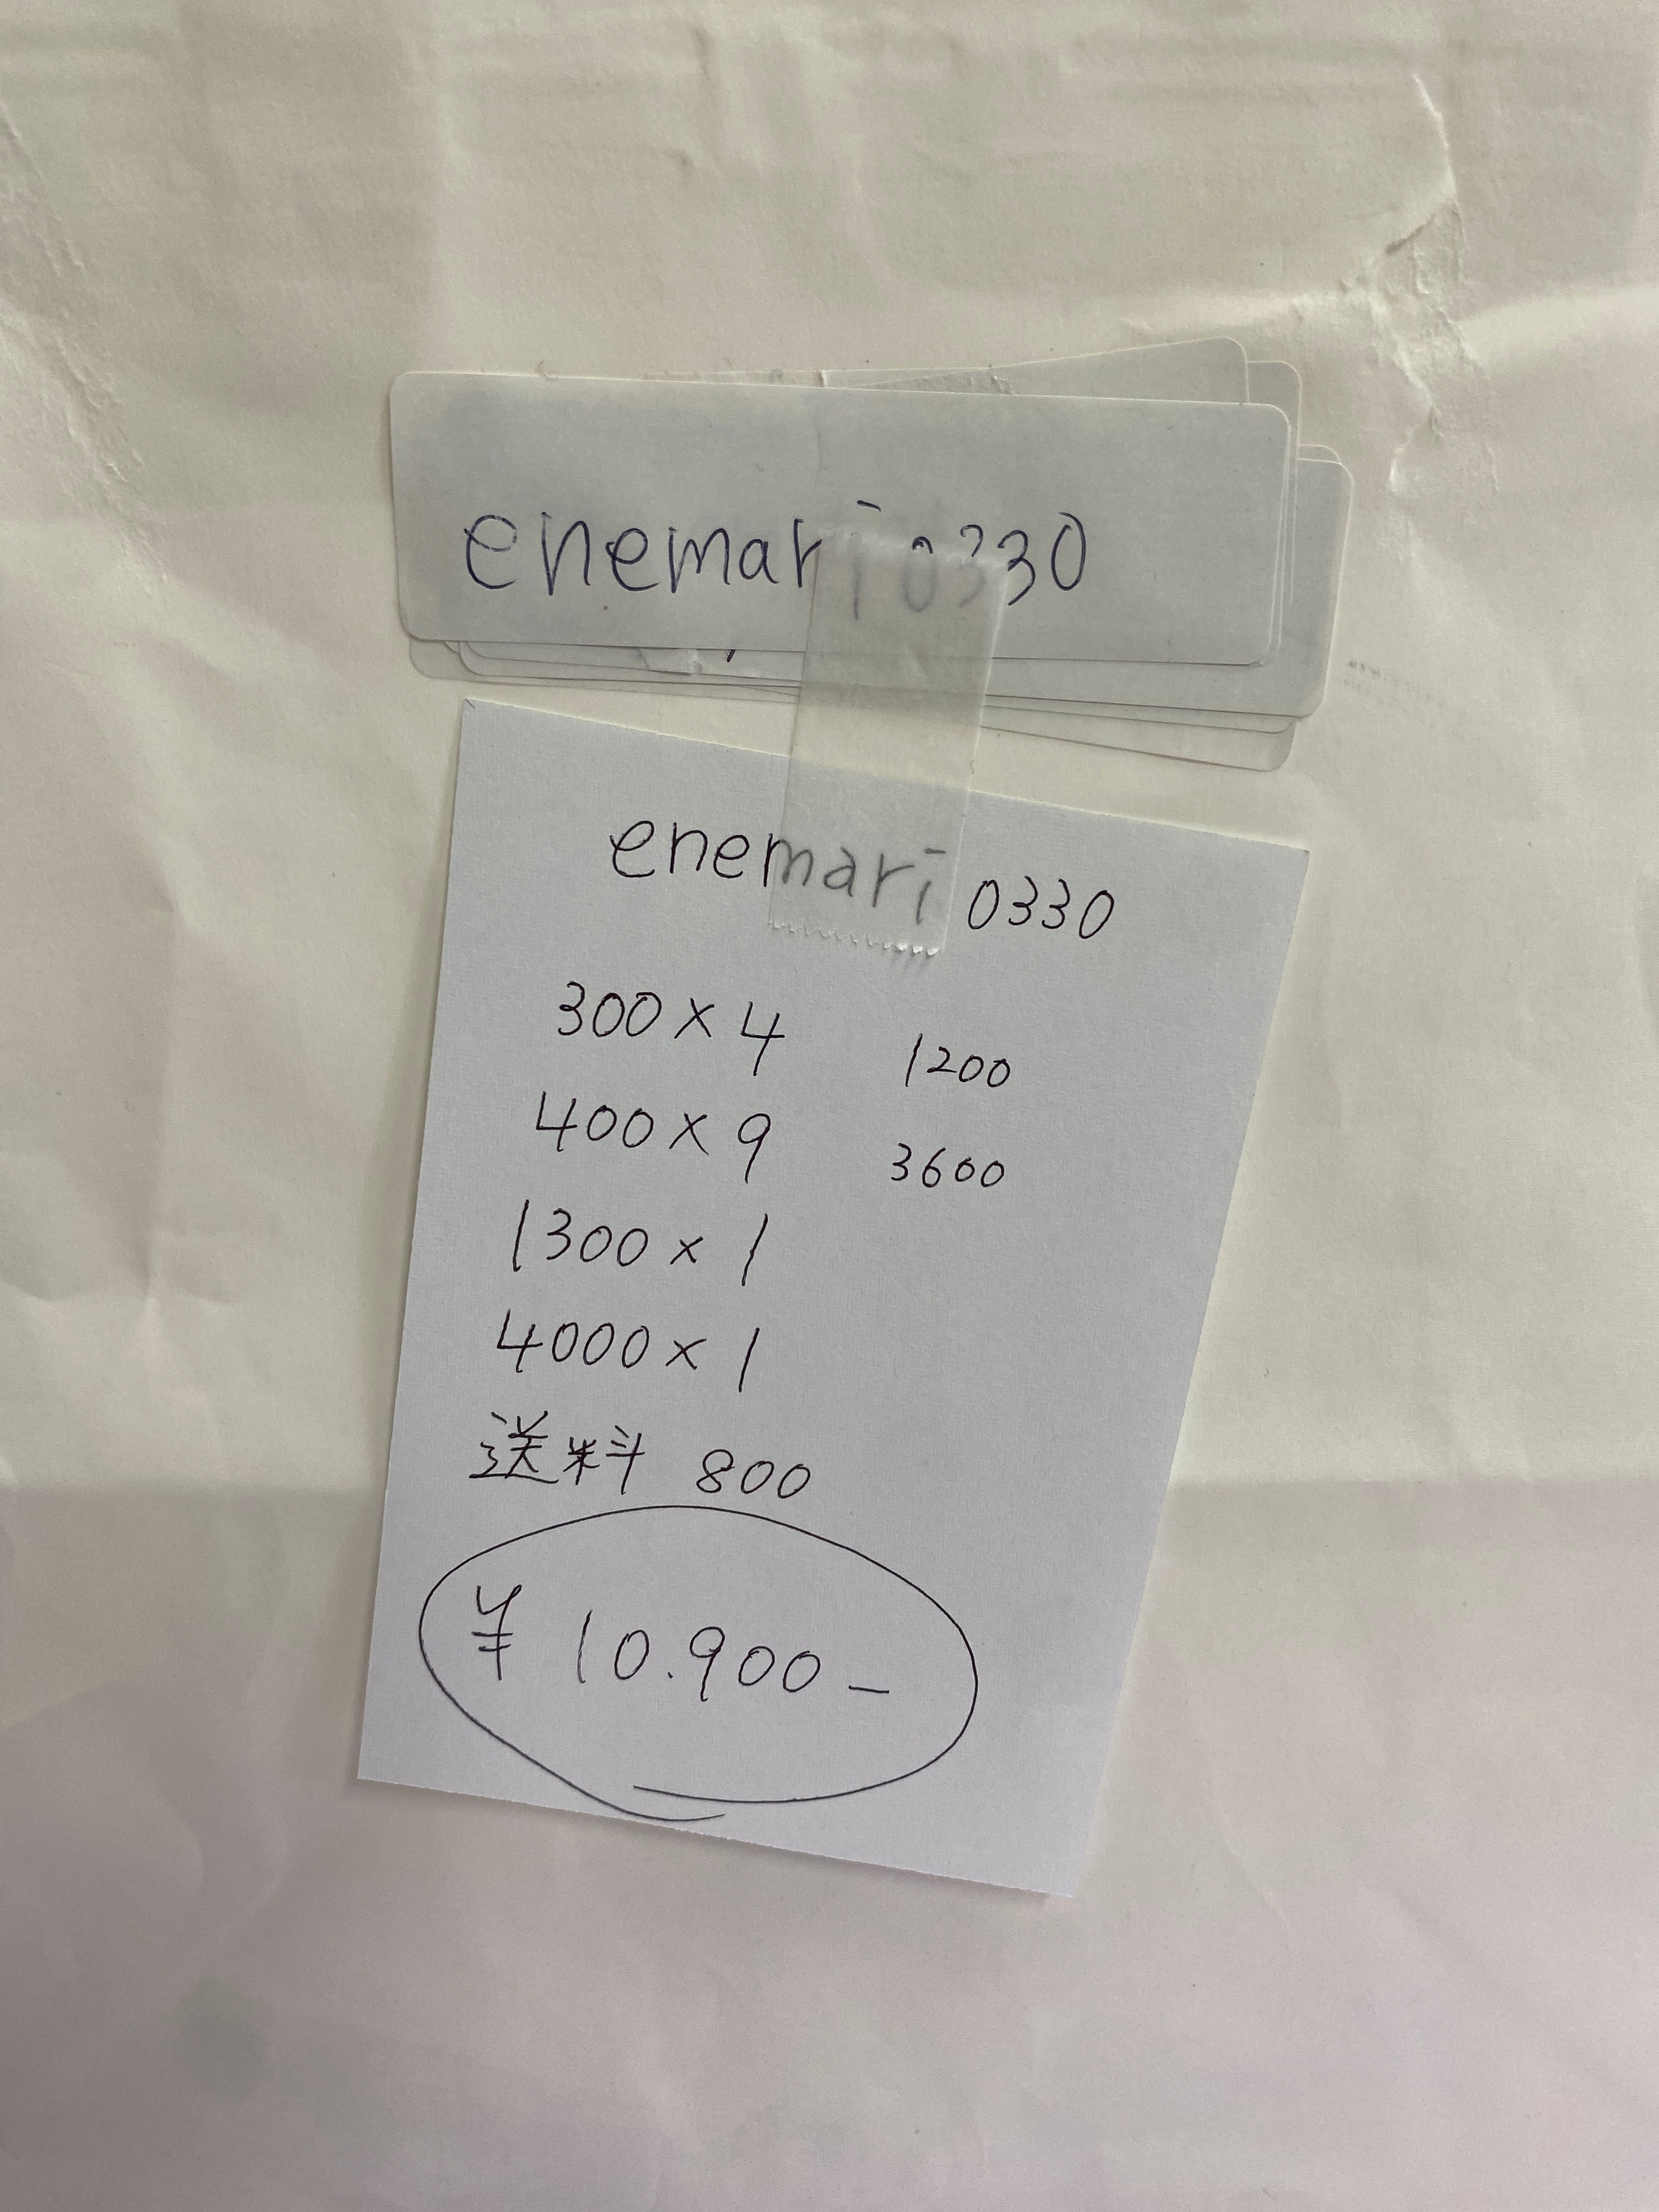 enemari0330
enemari 0330
300 × 4 1200
400 × 9 3600
1300 × 1
4000 × 1
送料 800
¥ 10.900-